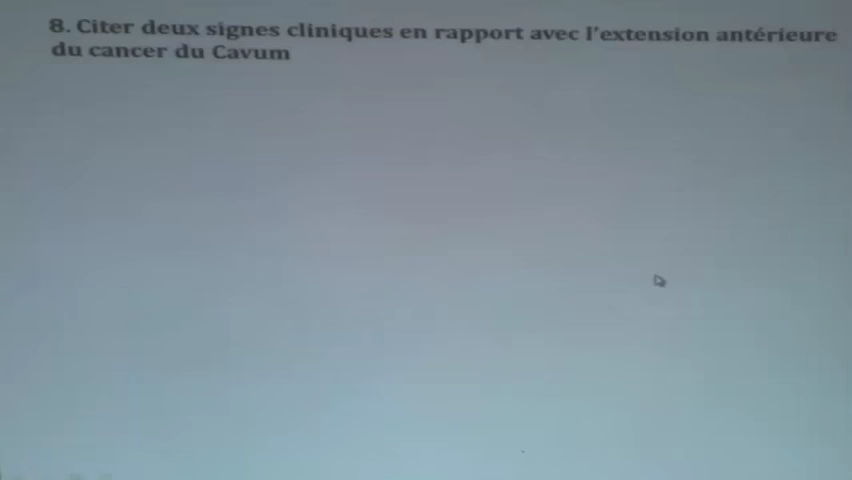 8. Citer deux signes cliniques en rapport avec l'extension antérieure
du cancer du Cavum